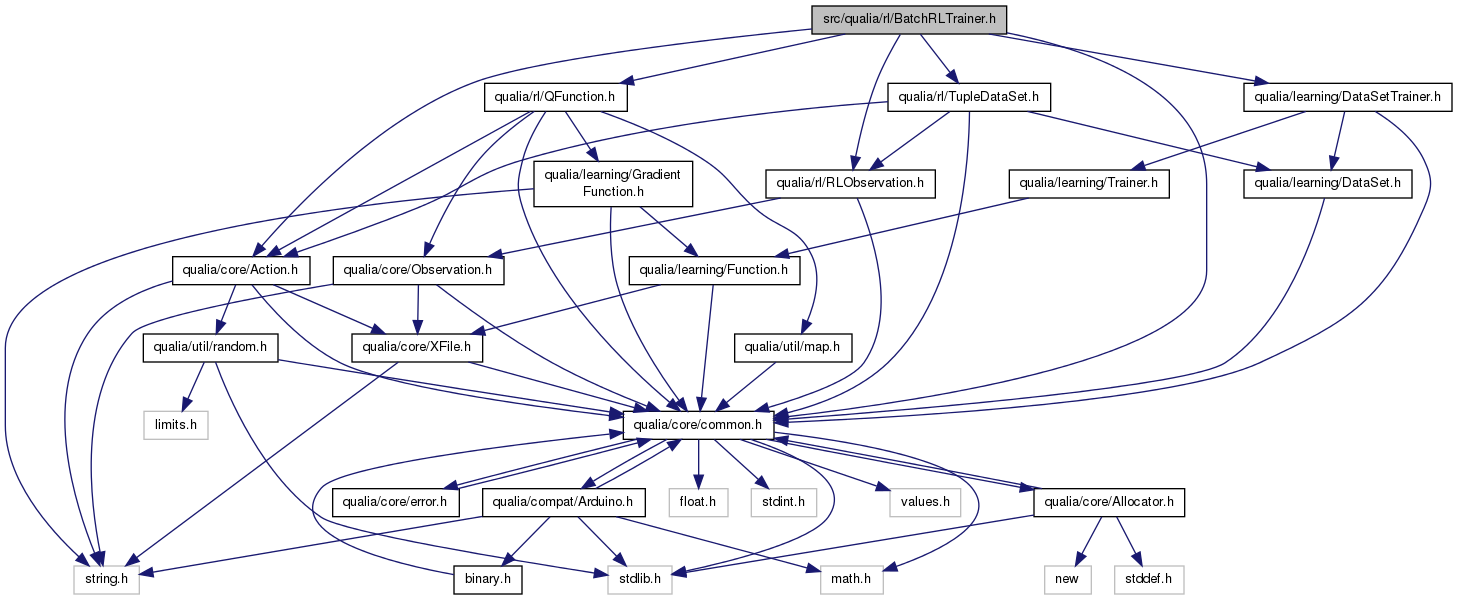 src/qualia/rl/BatchRLTrainer.h
qualia/rl/QFunction.h
qualia/rl/TupleDataSet.h
qualia/learning/DataSetTrainer.h
qualia/learning/Gradient
Function.h
qualia/rl/RLObservation.h
qualia/learning/Trainer.h
qualia/learning/DataSet.h
qualia/core/Action.h
qualia/core/Observation.h
qualia/learning/Function.h
qualia/util/random.h
qualia/core/XFile.h
qualia/util/map.h
limits.h
qualia/core/common.h
qualia/core/error.h
qualia/compat/Arduino.h
float.h
stdint.h
values.h
qualia/core/Allocator.h
string.h
binary.h
stdlib.h
math.h
new
stddef.h